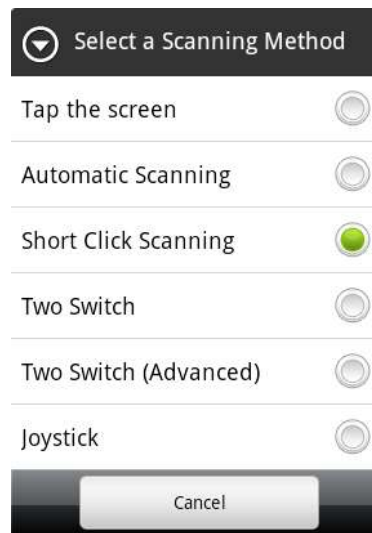 Select a Scanning Method
Tap the screen
Automatic Scanning
Short Click Scanning
Two Switch
Two Switch (Advanced)
Joystick
Cancel